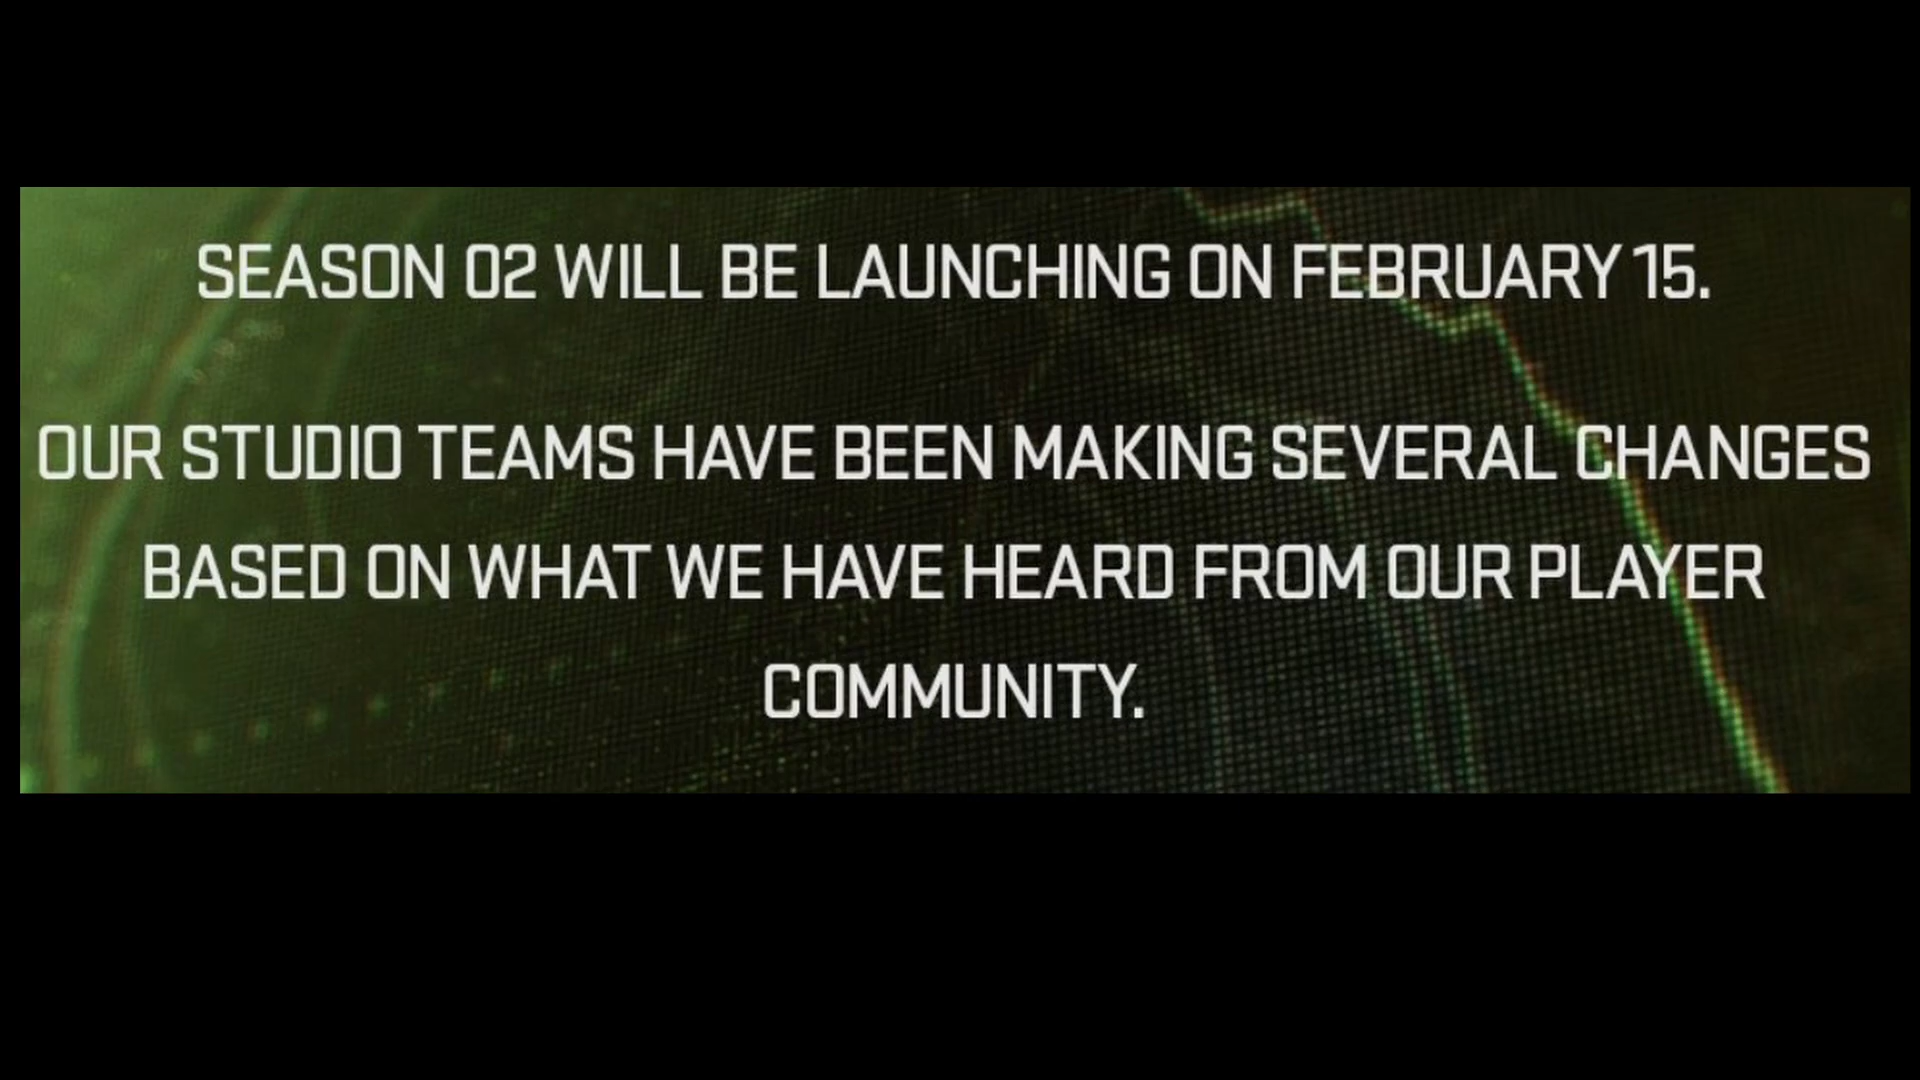 SEASON 02 WILL BE LAUNCHING ON FEBRUARY 15.
OUR STUDIO TEAMS HAVE BEEN MAKING SEVERAL CHANGES
BASED ON WHAT WE HAVE HEARD FROM OUR PLAYER
COMMUNITY.